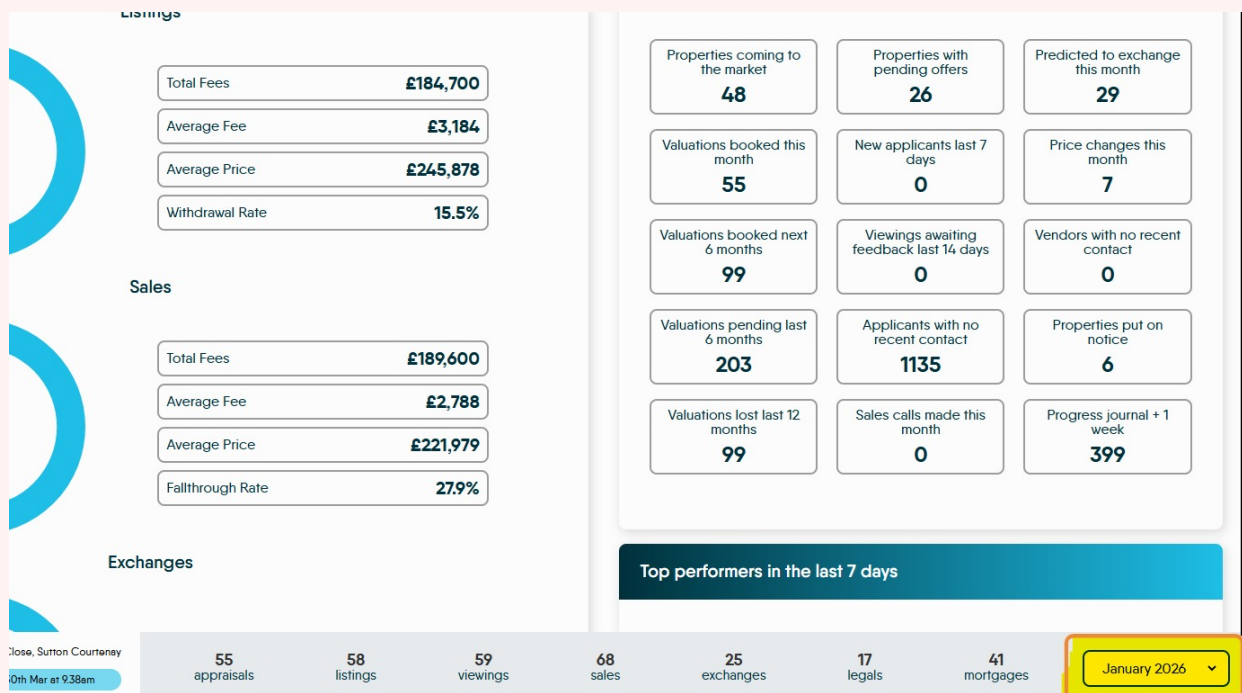 Listings
Total Fees £184,700
Average Fee £3,184
Average Price £245,878
Withdrawal Rate 15.5%
Sales
Total Fees £189,600
Average Fee £2,788
Average Price £221,979
Fallthrough Rate 27.9%
Exchanges
Properties coming to
the market
48
Properties with
pending offers
26
Predicted to exchange
this month
29
Valuations booked this
month
55
New applicants last 7
days
0
Price changes this
month
7
Valuations booked next
6 months
99
Viewings awaiting
feedback last 14 days
0
Vendors with no recent
contact
0
Valuations pending last
6 months
203
Applicants with no
recent contact
1135
Properties put on
notice
6
Valuations lost last 12
months
99
Sales calls made this
month
0
Progress journal + 1
week
399
Top performers in the last 7 days
Close, Sutton Courtenay
0th Mar at 9.38am
55
appraisals
58
listings
59
viewings
68
sales
25
exchanges
17
legals
41
mortgages
January 2026